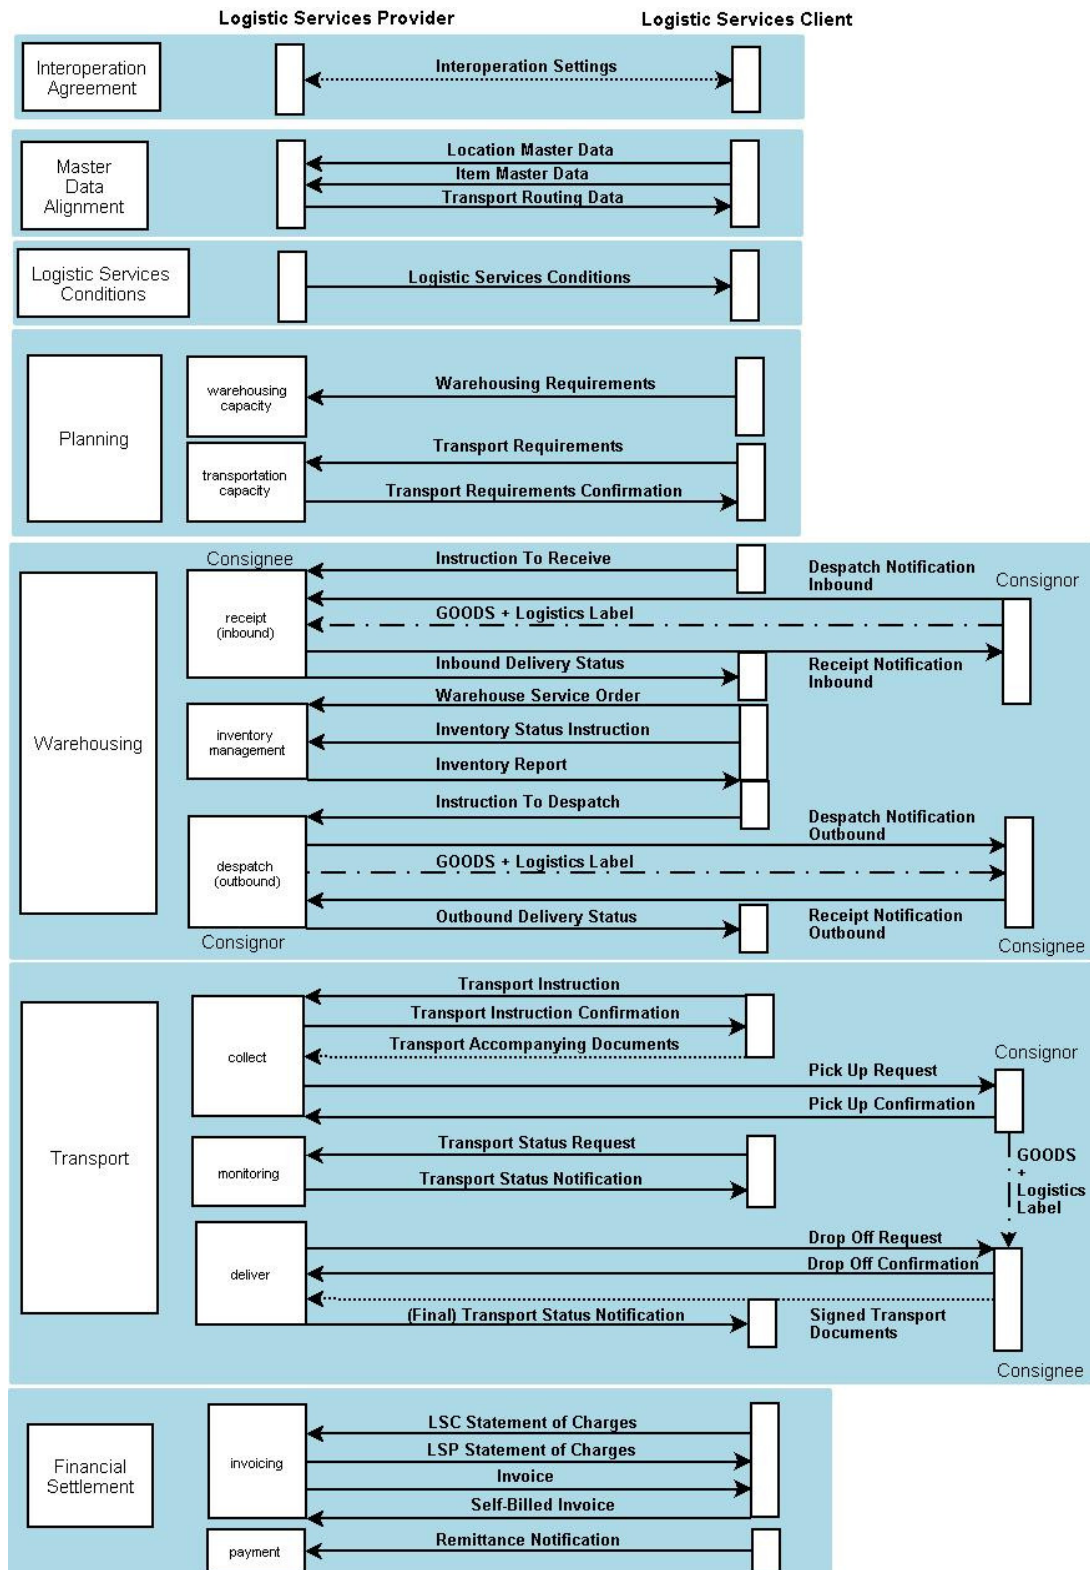 Logistic Services Provider
Logistic Services Client
Interoperation
Agreement
Interoperation Settings
Master
Data
Alignment
Location Master Data
Item Master Data
Transport Routing Data
Logistic Services
Conditions
Logistic Services Conditions
Planning
warehousing
capacity
Warehousing Requirements
transportation
capacity
Transport Requirements
Transport Requirements Confirmation
Warehousing
Consignee
receipt
(inbound)
Instruction To Receive
Despatch Notification
Inbound
Consignor
GOODS + Logistics Label
Inbound Delivery Status
Receipt Notification
Inbound
inventory
management
Warehouse Service Order
Inventory Status Instruction
Inventory Report
Instruction To Despatch
despatch
(outbound)
Despatch Notification
Outbound
GOODS + Logistics Label
Outbound Delivery Status
Receipt Notification
Outbound
Consignor
Consignee
Transport
collect
Transport Instruction
Transport Instruction Confirmation
Transport Accompanying Documents
Consignor
Pick Up Request
Pick Up Confirmation
monitoring
Transport Status Request
Transport Status Notification
GOODS
+
Logistics
Label
deliver
Drop Off Request
Drop Off Confirmation
(Final) Transport Status Notification
Signed Transport
Documents
Consignee
Financial
Settlement
invoicing
LSC Statement of Charges
LSP Statement of Charges
Invoice
Self-Billed Invoice
payment
Remittance Notification